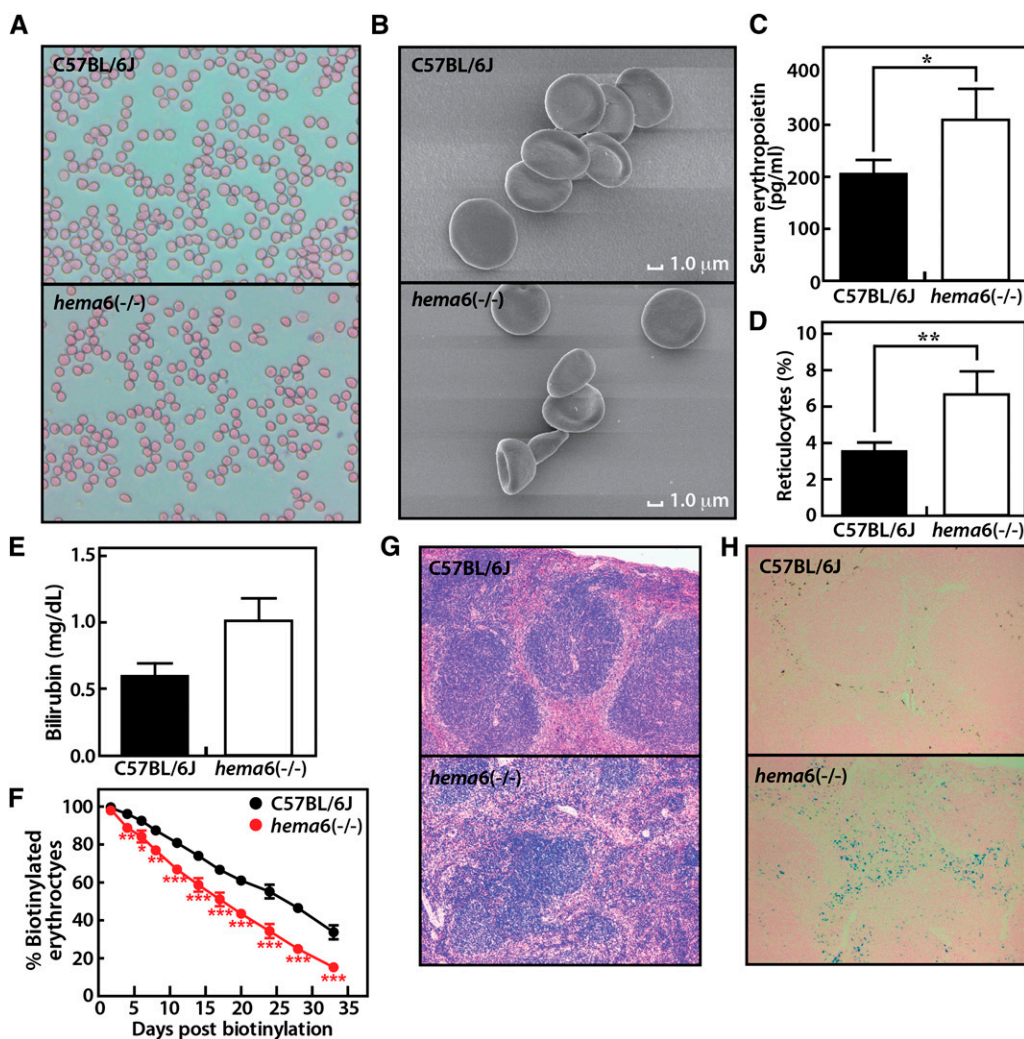 A
C57BL/6J
hema6(-/-)
B
C57BL/6J
1.0 μm
hema6(-/-)
1.0 μm
C
Serum erythropoietin
(pg/ml)
400
300
200
100
0
*
C57BL/6J
hema6(-/-)
D
Reticulocytes (%)
10
8
6
4
2
0
**
C57BL/6J
hema6(-/-)
E
Bilirubin (mg/dL)
1.5
1.0
0.5
0.0
C57BL/6J
hema6(-/-)
F
% Biotinylated
erythroctyes
100
80
60
40
20
0
C57BL/6J
hema6(-/-)
**
*
**
***
***
***
***
***
***
***
0 5 10 15 20 25 30 35
Days post biotinylation
G
C57BL/6J
hema6(-/-)
H
C57BL/6J
hema6(-/-)